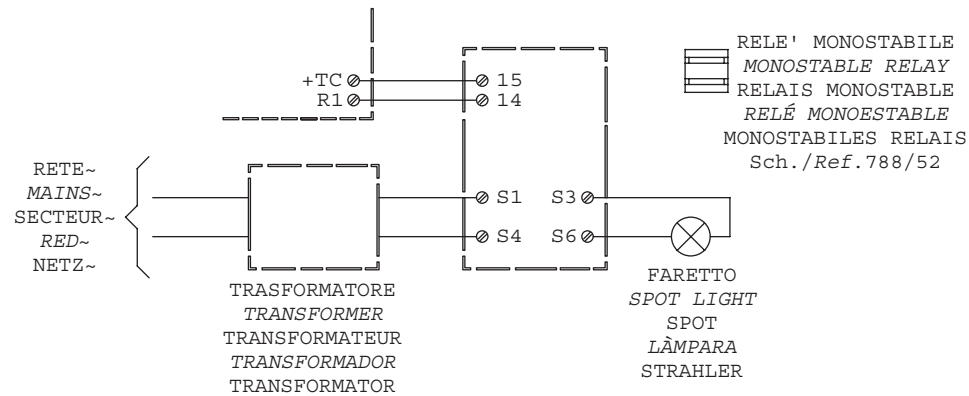 RELE' MONOSTABILE
MONOSTABLE RELAY
RELAIS MONOSTABLE
RELÉ MONOESTABLE
MONOSTABILES RELAIS
Sch./Ref.788/52
+TC
15
R1
14
RETE~
MAINS~
SECTEUR~
RED~
NETZ~
S1
S3
S4
S6
TRASFORMATORE
TRANSFORMER
TRANSFORMATEUR
TRANSFORMADOR
TRANSFORMATOR
FARETTO
SPOT LIGHT
SPOT
LÀMPARA
STRAHLER